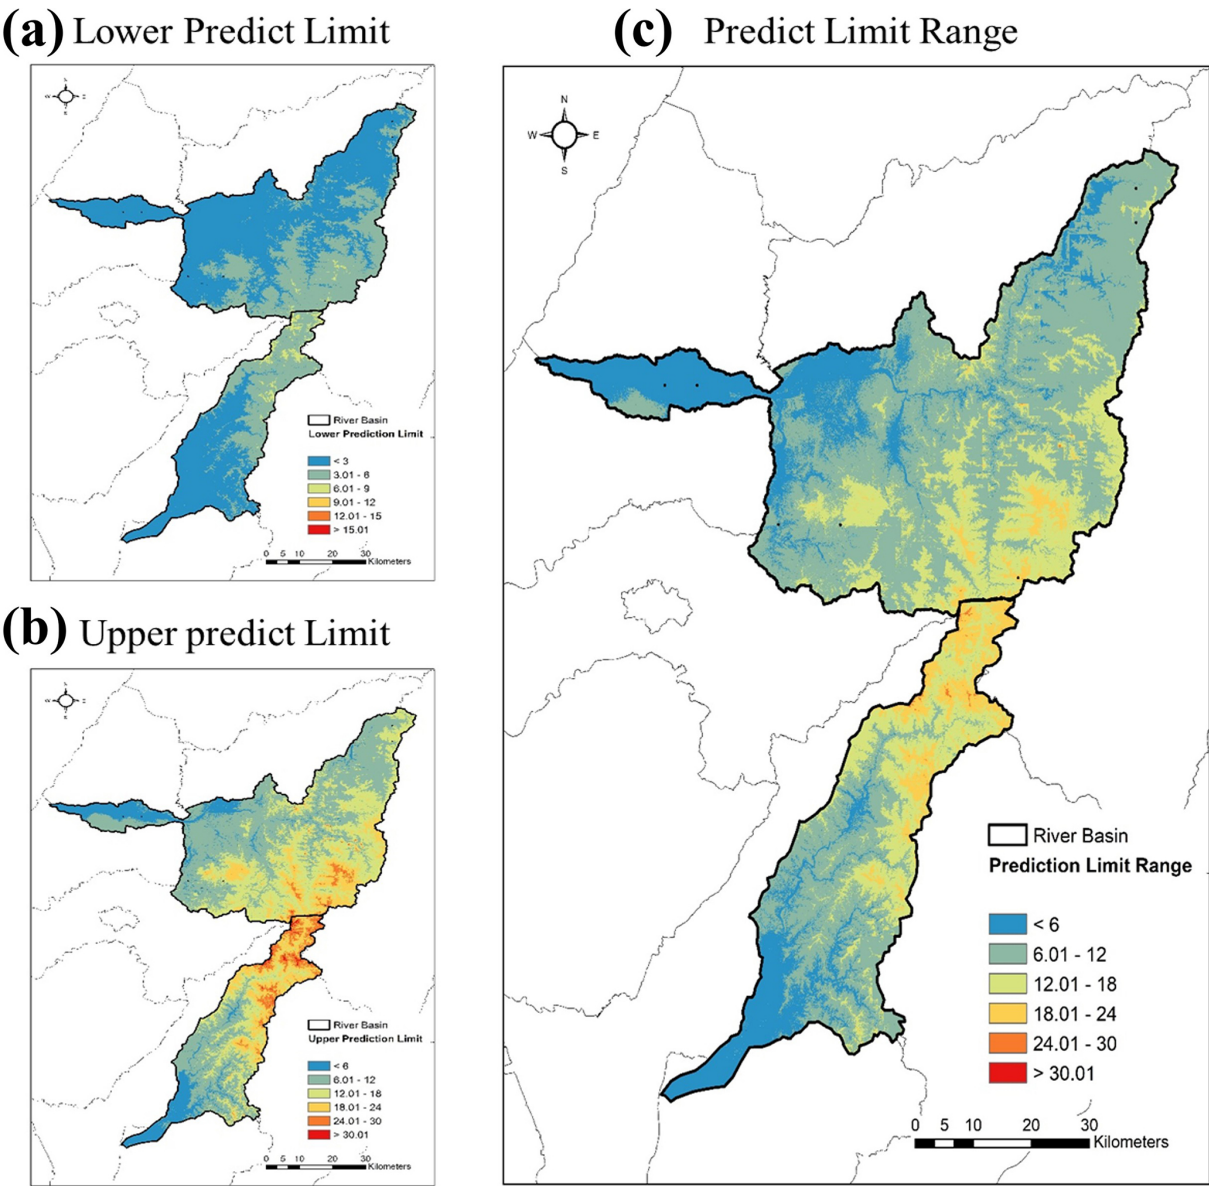 (a) Lower Predict Limit
River Basin
Lower Prediction Limit
< 3
3.01 - 6
6.01 - 9
9.01 - 12
12.01 - 15
> 15.01
0 5 10 20 30
Kilometers
(b) Upper predict Limit
River Basin
Upper Prediction Limit
< 6
6.01 - 12
12.01 - 18
18.01 - 24
24.01 - 30
> 30.01
0 5 10 20 30
Kilometers
(c) Predict Limit Range
N
W E
S
River Basin
Prediction Limit Range
< 6
6.01 - 12
12.01 - 18
18.01 - 24
24.01 - 30
> 30.01
0 5 10 20 30
Kilometers